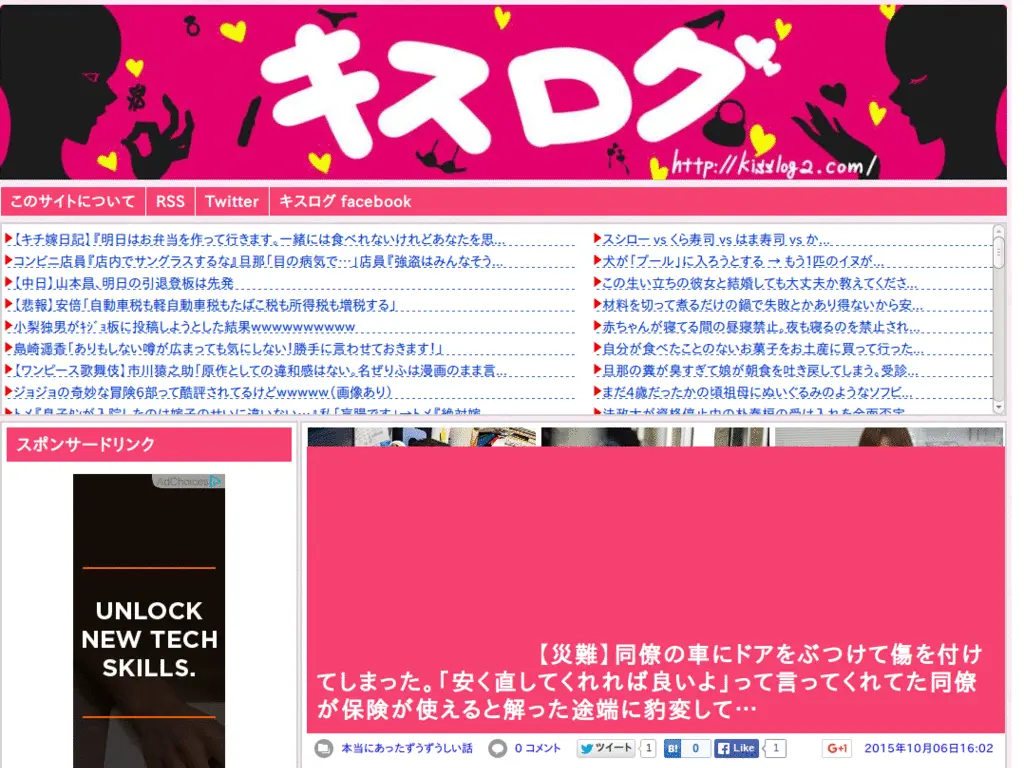 キスログ
http://kisslog2.com/
このサイトについて RSS Twitter キスログ facebook
【キチ嫁日記】『明日はお弁当を作って行きます。一緒には食べれないけれどあなたを思...
コンビニ店員『店内でサングラスするな』旦那「目の病気で…」店員『強盗はみんなそう...
【中日】山本昌、明日の引退登板は先発
【悲報】安倍「自動車税も軽自動車税もたばこ税も所得税も増税する」
小梨独男がｷｼﾞｮ板に投稿しようとした結果wwwwwwwwww
島崎遥香「ありもしない噂が広まっても気にしない！勝手に言わせておきます！」
【ワンピース歌舞伎】市川猿之助「原作としての違和感はない。名ぜりふは漫画のまま言...
ジョジョの奇妙な冒険6部って酷評されてるけどwwwww（画像あり）
スシロー vs くら寿司 vs はま寿司 vs か...
犬が「プール」に入ろうとする → もう1匹のイヌが...
この生い立ちの彼女と結婚しても大丈夫か教えてくださ...
材料を切って煮るだけの鍋で失敗とかあり得ないから安...
赤ちゃんが寝てる間の昼寝禁止。夜も寝るのを禁止され...
自分が食べたことのないお菓子をお土産に買って行った...
旦那の糞が臭すぎて娘が朝食を吐き戻してしまう。受診...
まだ4歳だったかの頃祖母にぬいぐるみのようなソフビ...
スポンサードリンク
AdChoices
UNLOCK
NEW TECH
SKILLS.
【災難】同僚の車にドアをぶつけて傷を付け
てしまった。「安く直してくれれば良いよ」って言ってくれてた同僚
が保険が使えると解った途端に豹変して…
本当にあったずうずうしい話 0 コメント ツイート 1 B! 0 Like 1 G+1 2015年10月06日16:02